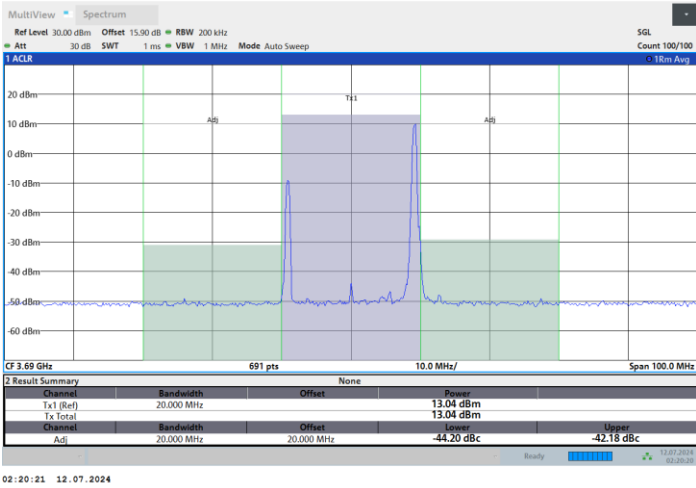 MultiView Spectrum
Ref Level 30.00 dBm Offset 15.90 dB RBW 200 kHz SGL
Att 30 dB SWT 1 ms VBW 1 MHz Mode Auto Sweep Count 100/100
1 ACLR 1Rm Avg
Tx1
Adj Adj
20 dBm
10 dBm
0 dBm
-10 dBm
-20 dBm
-30 dBm
-40 dBm
-50 dBm
-60 dBm
CF 3.69 GHz 691 pts 10.0 MHz/ Span 100.0 MHz
2 Result Summary None
Channel Bandwidth Offset Power
Tx1 (Ref) 20.000 MHz 13.04 dBm
Tx Total 13.04 dBm
Channel Bandwidth Offset Lower Upper
Adj 20.000 MHz 20.000 MHz -44.20 dBc -42.18 dBc
Ready 12.07.2024
02:20:20
02:20:21 12.07.2024